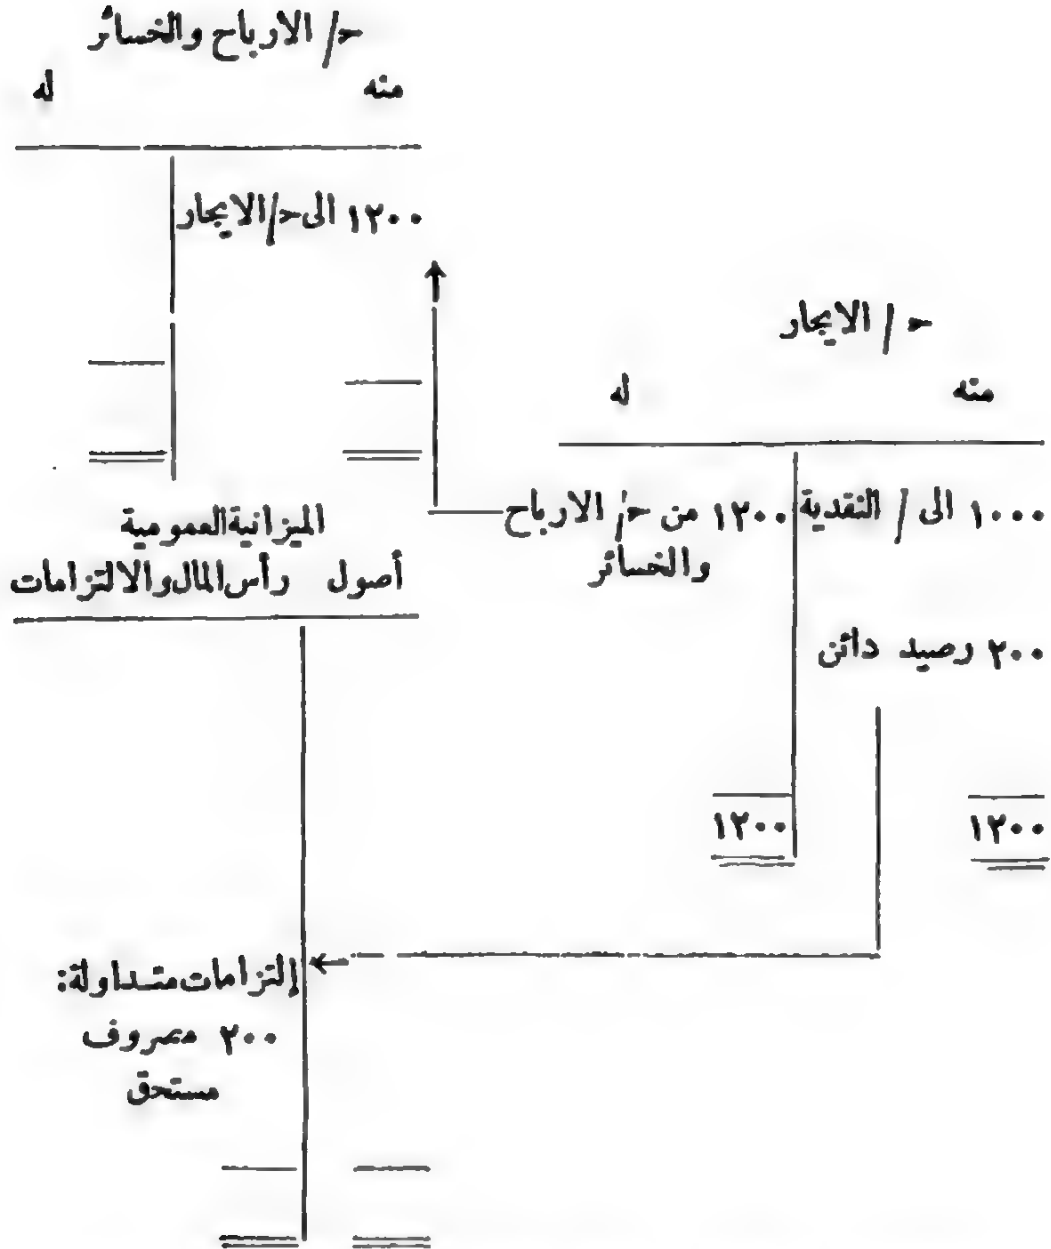 ح/ الارباح والخسائر
منه له
١٢٠٠ الى ح/الايجار
ح / الايجار
منه له
١٠٠٠ الى / النقدية ١٢٠٠ من ح/ الارباح
والخسائر
٢٠٠ رصيد دائن
١٢٠٠ ١٢٠٠
الميزانية العمومية
أصول رأس المال والالتزامات
إلتزامات متداولة:
٢٠٠ مصروف
مستحق